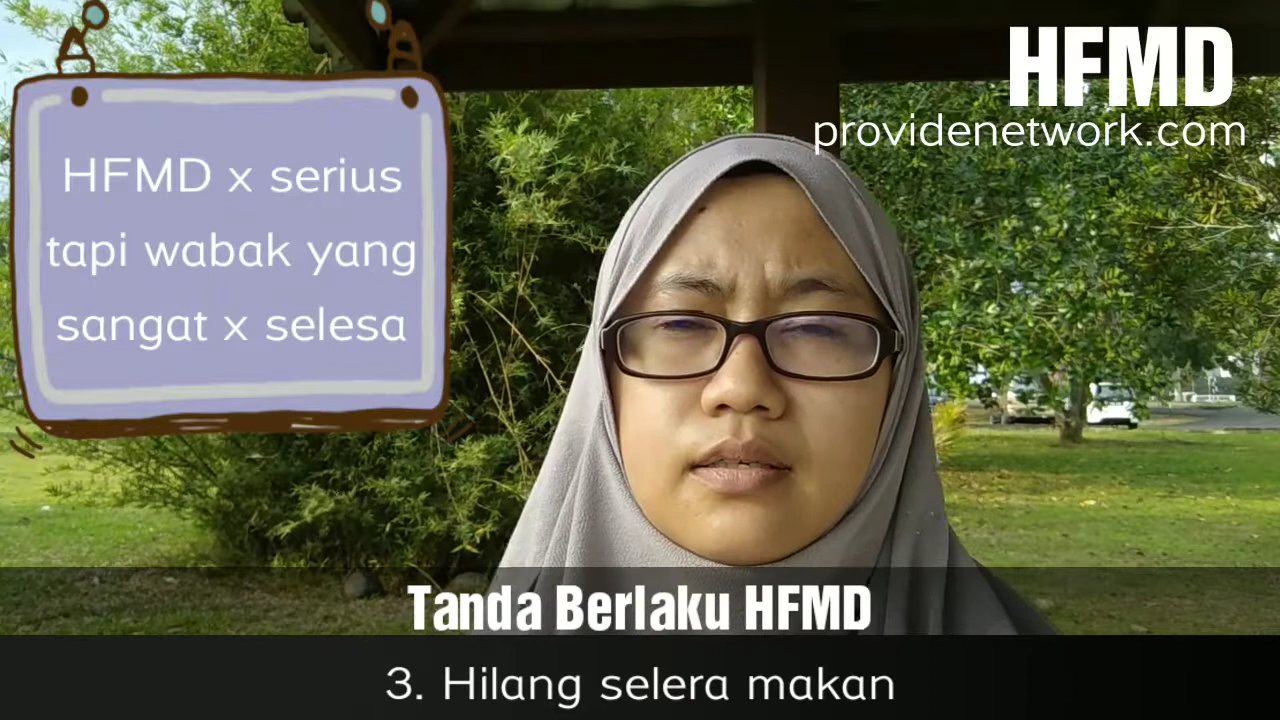 HFMD
providenetwork.com
HFMD x serius
tapi wabak yang
sangat x selesa
Tanda Berlaku HFMD
3. Hilang selera makan